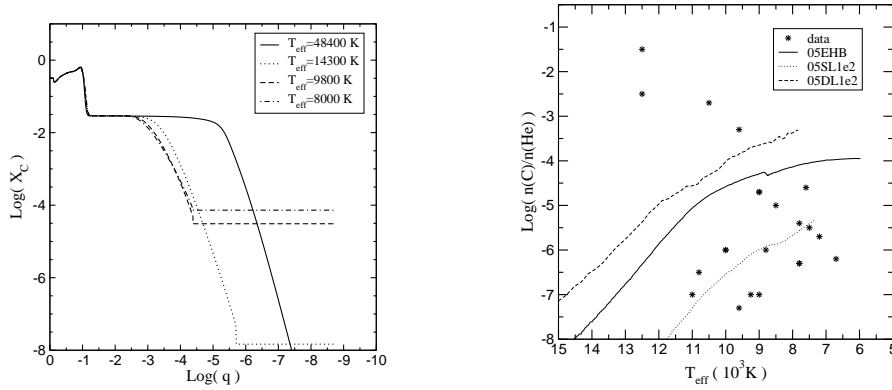 T_eff=48400 K
T_eff=14300 K
T_eff=9800 K
T_eff=8000 K
0
-2
-4
-6
-8
Log( X_C )
0 -1 -2 -3 -4 -5 -6 -7 -8 -9 -10
Log( q )
data
05EHB
05SL1e2
05DL1e2
-1
-2
-3
-4
-5
-6
-7
-8
Log( n(C)/n(He) )
15 14 13 12 11 10 9 8 7 6 5
T_eff ( 10^3K )